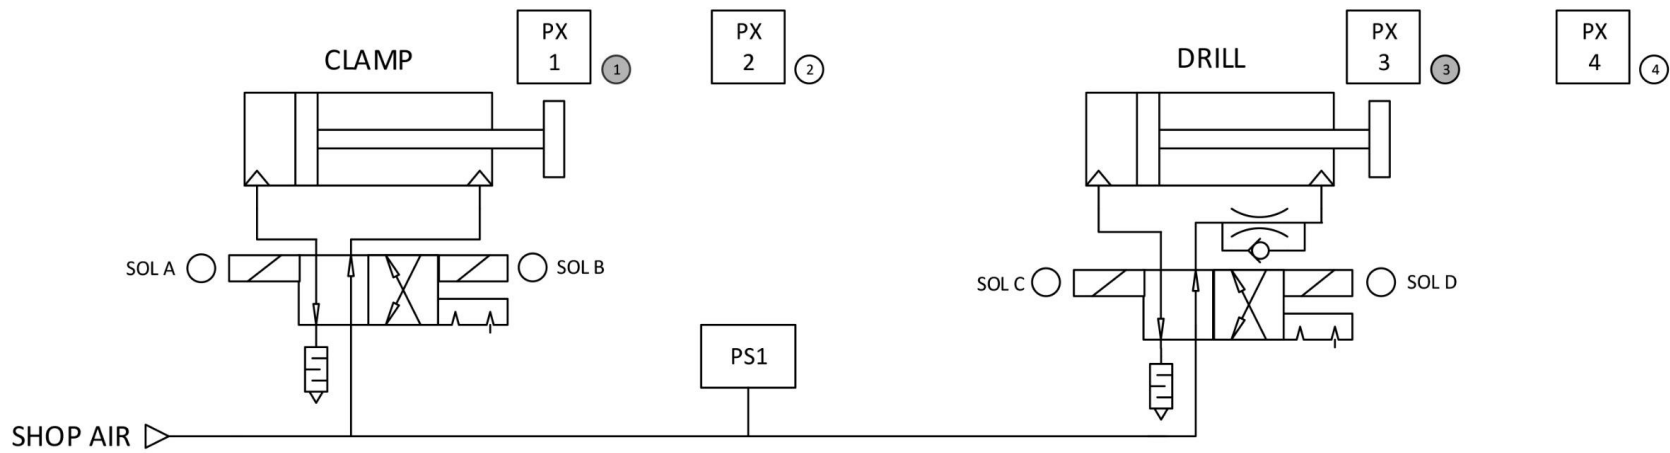 CLAMP
PX
1
1
PX
2
2
DRILL
PX
3
3
PX
4
4
SOL A
SOL B
SOL C
SOL D
PS1
SHOP AIR